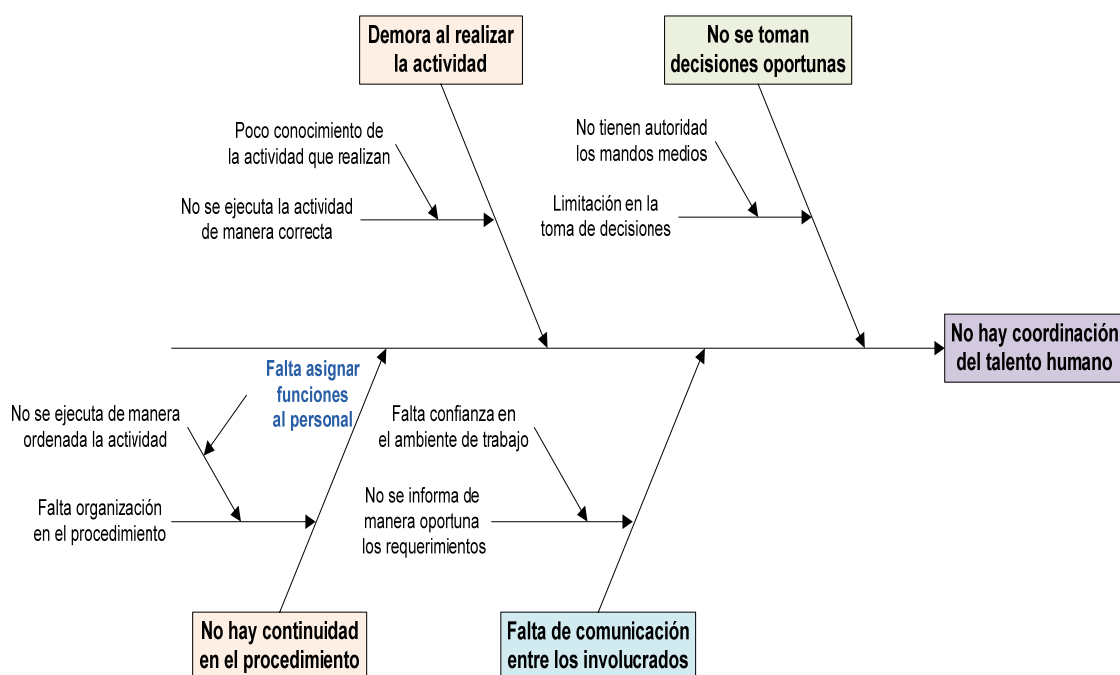 Demora al realizar
la actividad
No se toman
decisiones oportunas
Poco conocimiento de
la actividad que realizan
No se ejecuta la actividad
de manera correcta
No tienen autoridad
los mandos medios
Limitación en la
toma de decisiones
No hay coordinación
del talento humano
Falta asignar
funciones
al personal
No se ejecuta de manera
ordenada la actividad
Falta organización
en el procedimiento
Falta confianza en
el ambiente de trabajo
No se informa de
manera oportuna
los requerimientos
No hay continuidad
en el procedimiento
Falta de comunicación
entre los involucrados